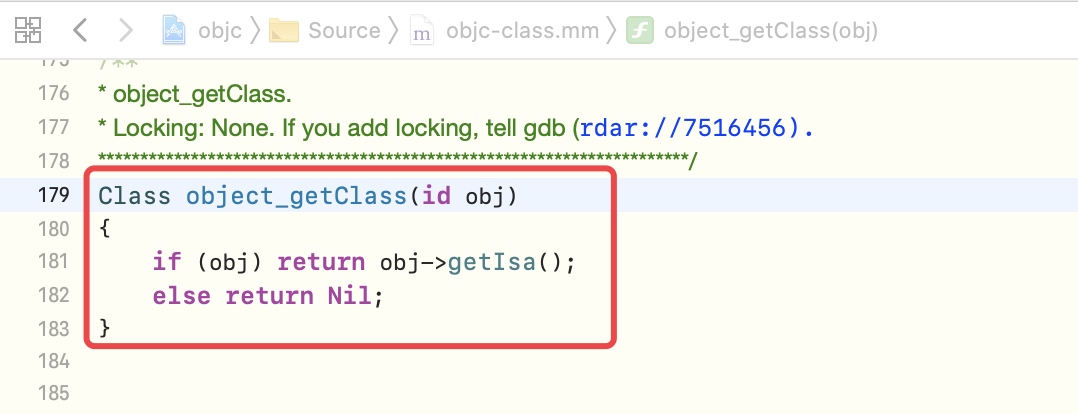 objc Source m objc-class.mm f object_getClass(obj)
175 /**
176 * object_getClass.
177 * Locking: None. If you add locking, tell gdb (rdar://7516456).
178 **********************************************************************/
179 Class object_getClass(id obj)
180 {
181     if (obj) return obj->getIsa();
182     else return Nil;
183 }
184
185